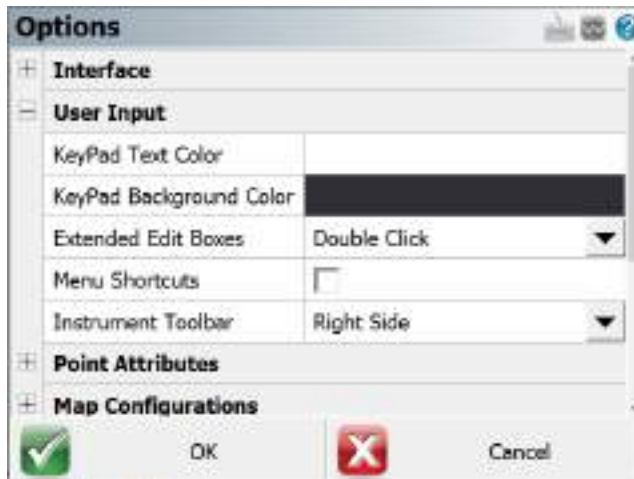 Options
Interface
User Input
KeyPad Text Color
KeyPad Background Color
Extended Edit Boxes Double Click
Menu Shortcuts
Instrument Toolbar Right Side
Point Attributes
Map Configurations
OK Cancel